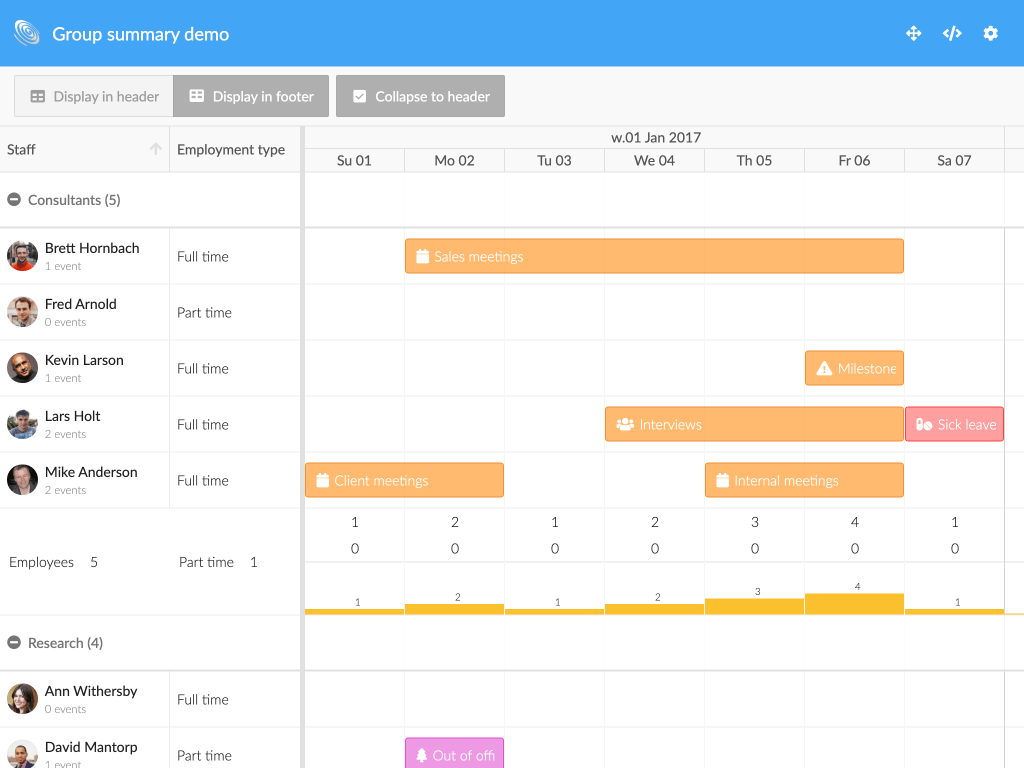 Group summary demo
Display in header
Display in footer
Collapse to header
Staff
Employment type
w.01 Jan 2017
Su 01
Mo 02
Tu 03
We 04
Th 05
Fr 06
Sa 07
Consultants (5)
Brett Hornbach
1 event
Full time
Sales meetings
Fred Arnold
0 events
Part time
Kevin Larson
1 event
Full time
Milestone
Lars Holt
2 events
Full time
Interviews
Sick leave
Mike Anderson
2 events
Full time
Client meetings
Internal meetings
1 2 1 2 3 4 1
0 0 0 0 0 0 0
Employees 5
Part time 1
1 2 1 2 3 4 1
Research (4)
Ann Withersby
0 events
Full time
David Mantorp
1 event
Part time
Out of offi